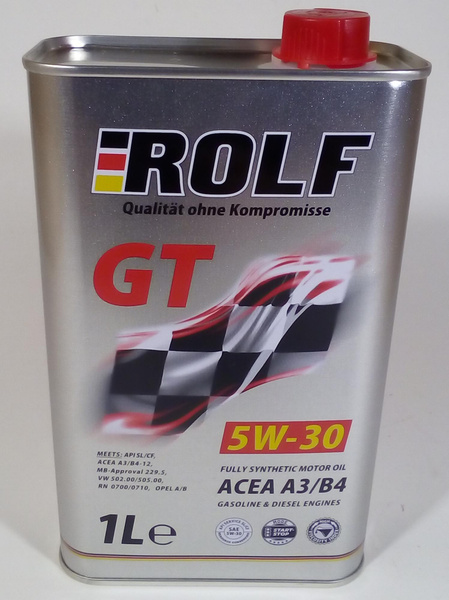 ROLF
Qualität ohne Kompromisse
GT
5W-30
FULLY SYNTHETIC MOTOR OIL
ACEA A3/B4
GASOLINE & DIESEL ENGINES
MEETS: API SL/CF,
ACEA A3/B4-12,
MB-Approval 229.5,
VW 502.00/505.00,
RN 0700/0710, OPEL A/B
1L℮
SAE
5W-30
START-
STOP